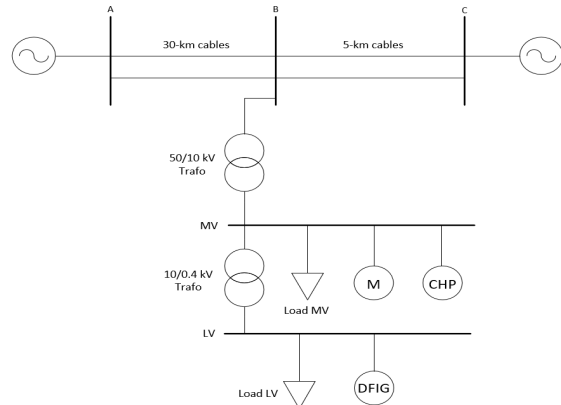 A
B
C
30-km cables
5-km cables
50/10 kV
Trafo
MV
10/0.4 kV
Trafo
Load MV
M
CHP
LV
Load LV
DFIG